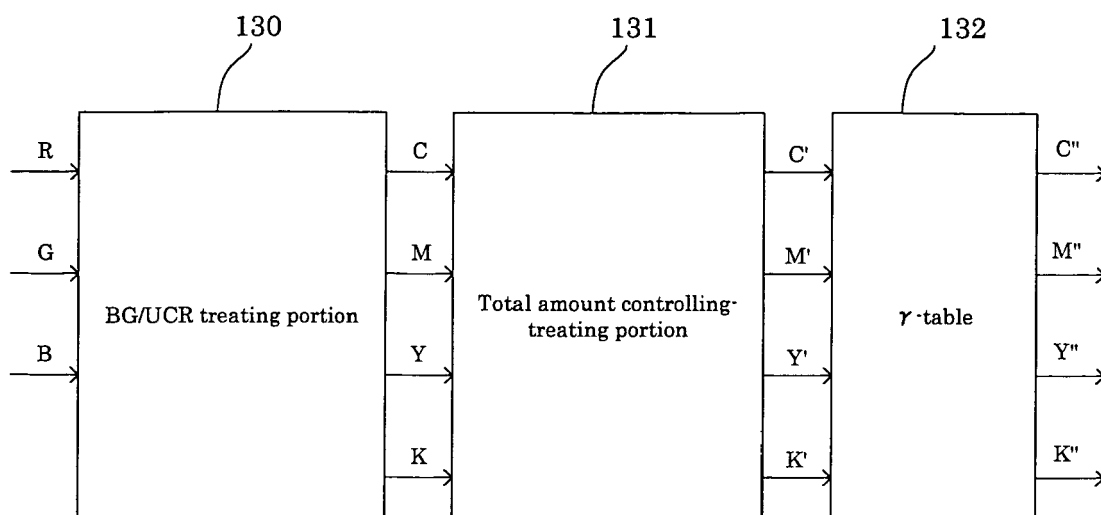 130
131
132
R
C
C'
C"
G
M
M'
M"
BG/UCR treating portion
Total amount controlling-
treating portion
γ-table
B
Y
Y'
Y"
K
K'
K"